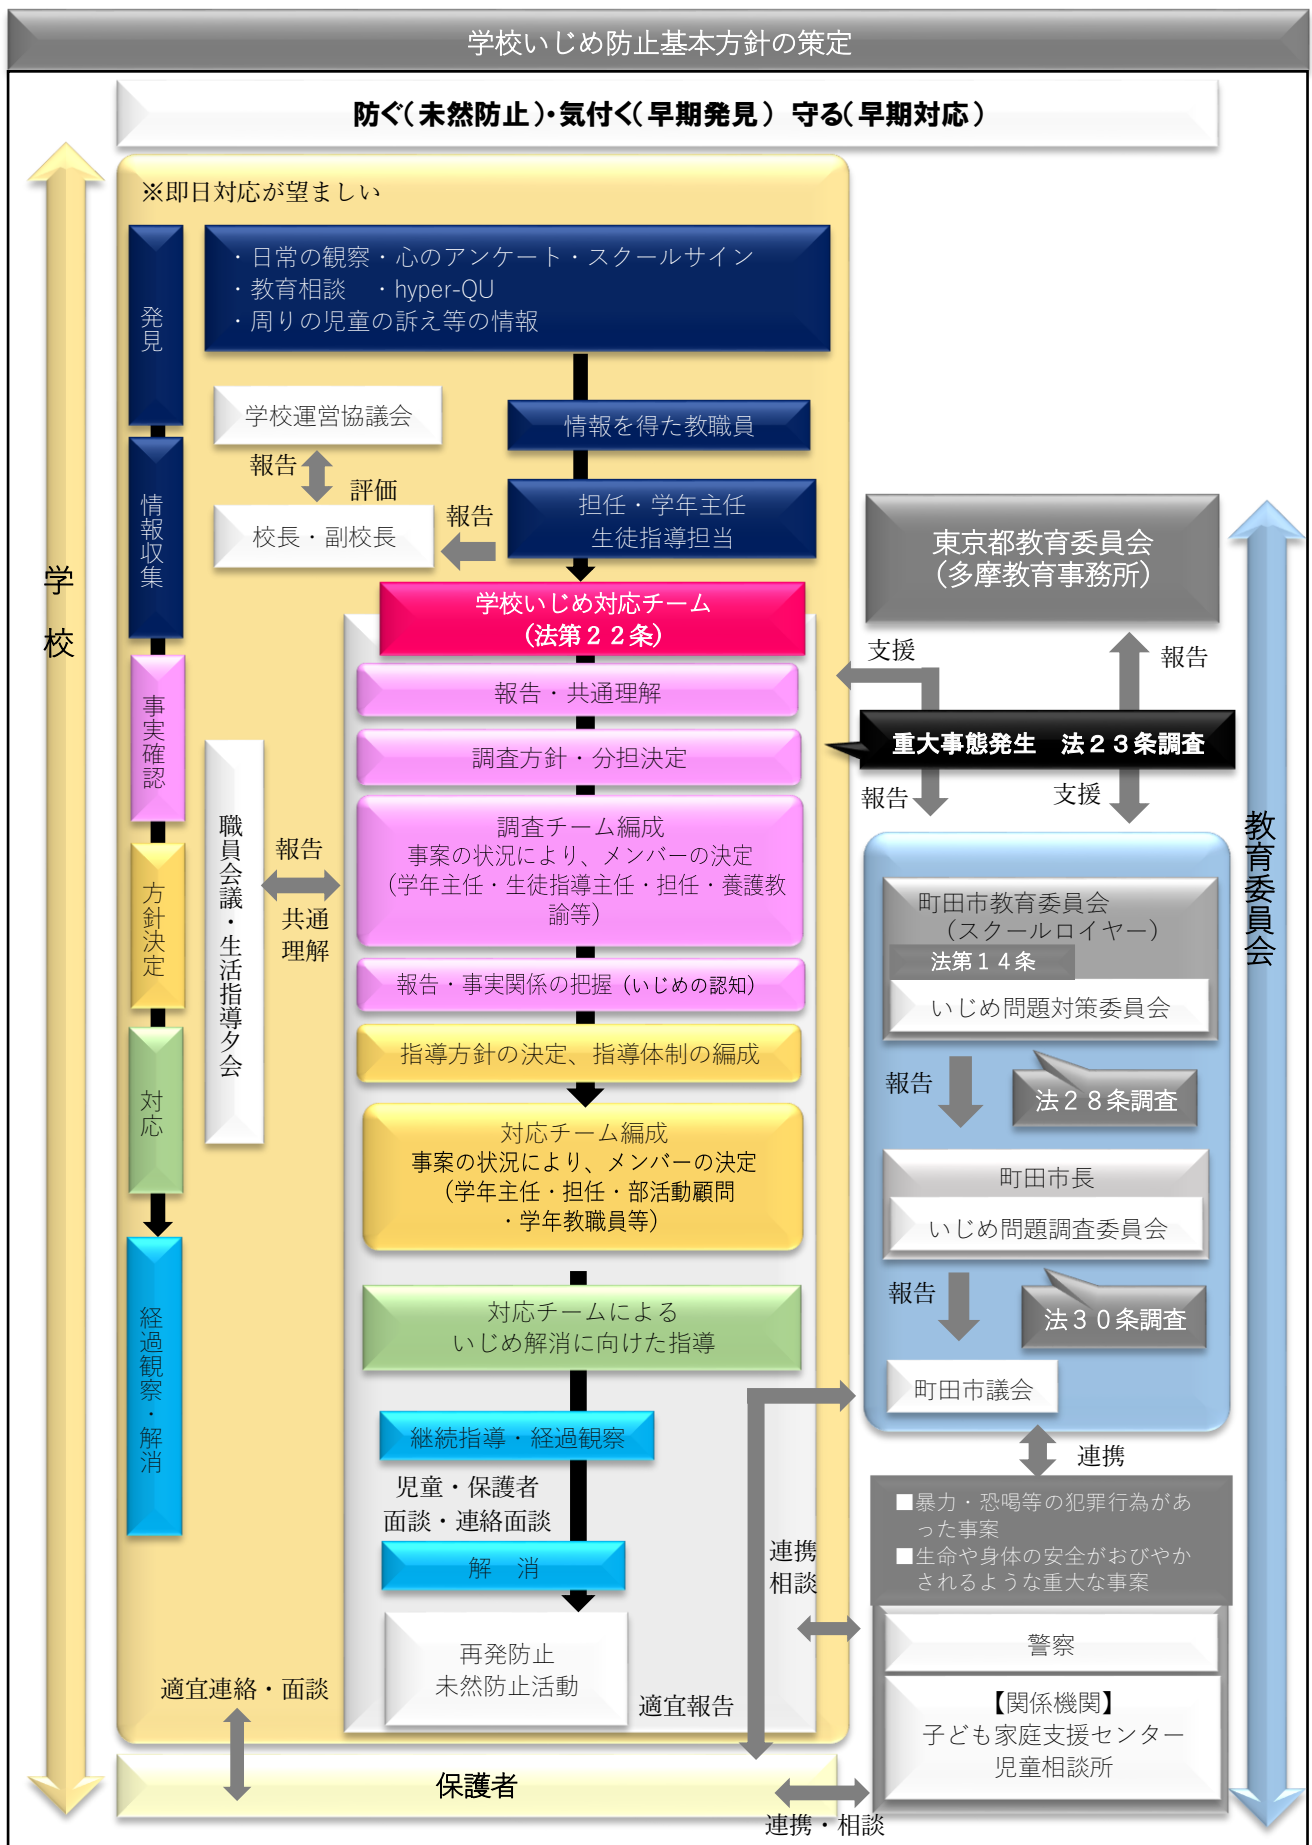 学校いじめ防止基本方針の策定
防ぐ(未然防止)・気付く(早期発見) 守る(早期対応)
学校
※即日対応が望ましい
発見
・日常の観察・心のアンケート・スクールサイン
・教育相談　・hyper-QU
・周りの児童の訴え等の情報
学校運営協議会
情報を得た教職員
報告
評価
情報収集
担任・学年主任
生徒指導担当
校長・副校長
報告
学校いじめ対応チーム
(法第２２条)
事実確認
報告・共通理解
調査方針・分担決定
調査チーム編成
事案の状況により、メンバーの決定
(学年主任・生徒指導主任・担任・養護教
諭等)
職員会議・生活指導夕会
報告
共通
理解
方針決定
報告・事実関係の把握 (いじめの認知)
指導方針の決定、指導体制の編成
対応
対応チーム編成
事案の状況により、メンバーの決定
(学年主任・担任・部活動顧問
・学年教職員等)
経過観察・解消
対応チームによる
いじめ解消に向けた指導
継続指導・経過観察
児童・保護者
面談・連絡面談
解　消
再発防止
未然防止活動
適宜連絡・面談
適宜報告
保護者
東京都教育委員会
(多摩教育事務所)
支援
報告
重大事態発生　法２３条調査
報告
支援
教育委員会
町田市教育委員会
(スクールロイヤー)
法第１４条
いじめ問題対策委員会
報告
法２８条調査
町田市長
いじめ問題調査委員会
報告
法３０条調査
町田市議会
連携
■暴力・恐喝等の犯罪行為があ
った事案
■生命や身体の安全がおびやか
されるような重大な事案
連携
相談
警察
【関係機関】
子ども家庭支援センター
児童相談所
連携・相談